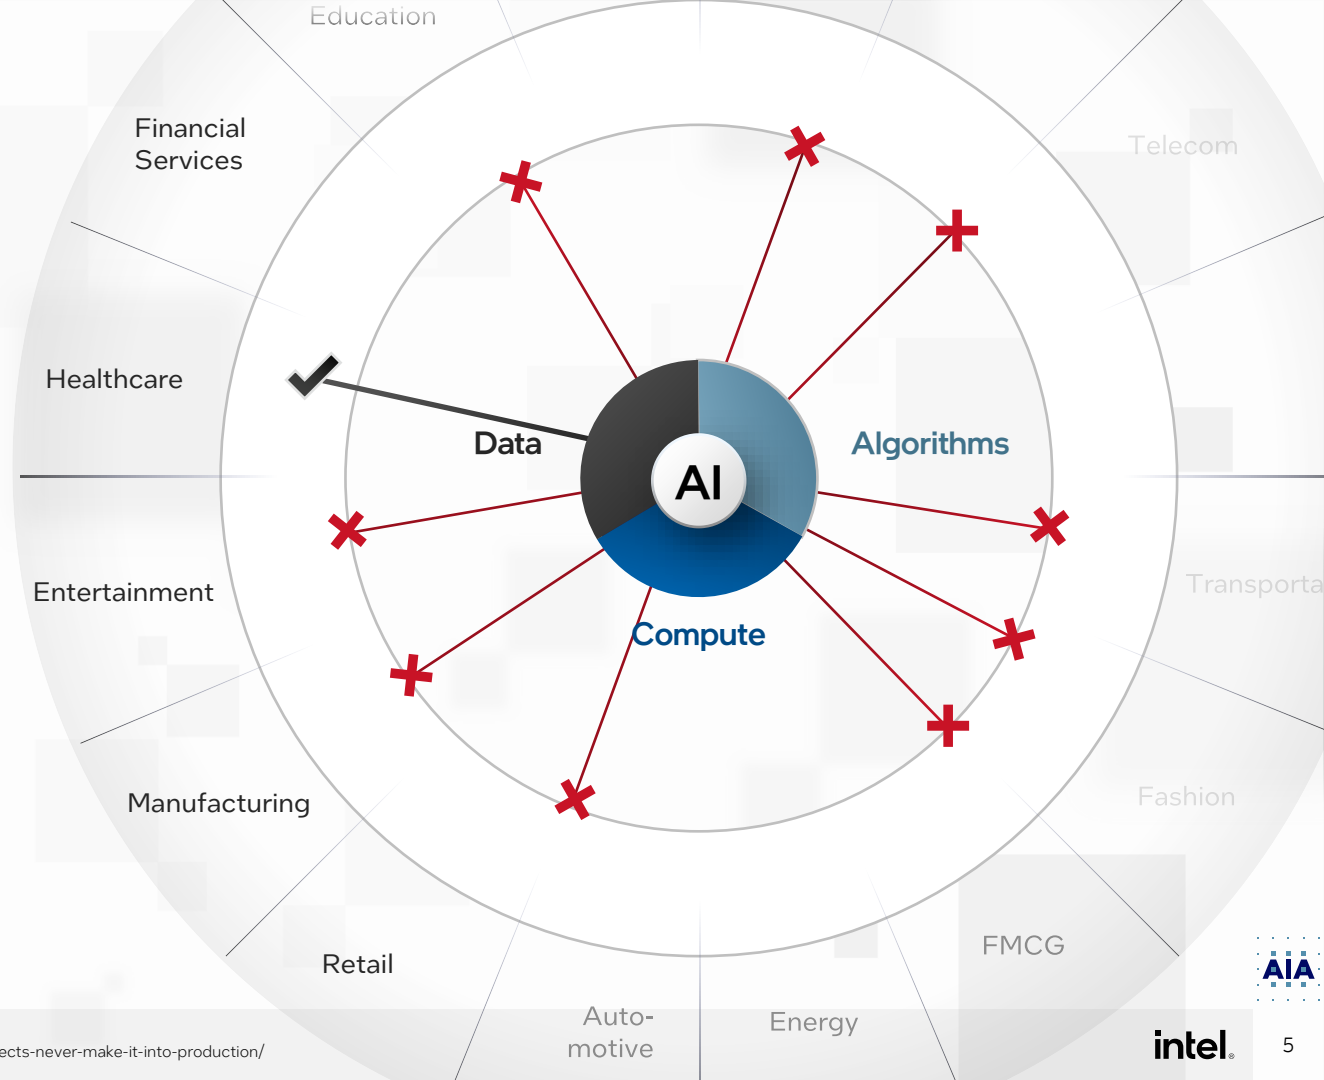 Education
Financial
Services
Telecom
Healthcare
Data
AI
Algorithms
Entertainment
Transporta
Compute
Manufacturing
Fashion
Retail
FMCG
AIA
Auto-
motive
Energy
ects-never-make-it-into-production/
intel.
5